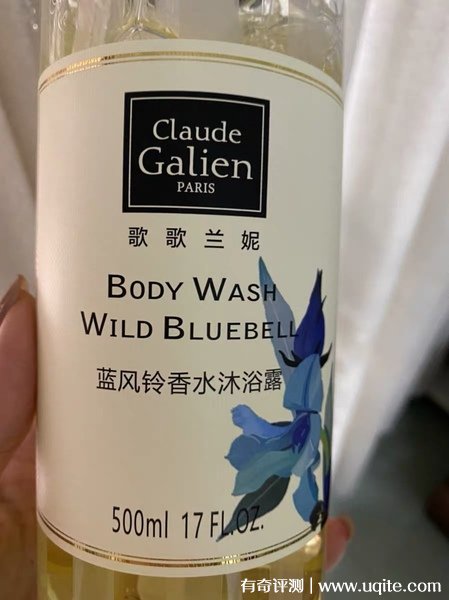 Claude
Galien
PARIS
歌歌兰妮
BODY WASH
WILD BLUEBELL
蓝风铃香水沐浴露
500ml 17 FL.OZ.
有奇评测 | www.uqite.com